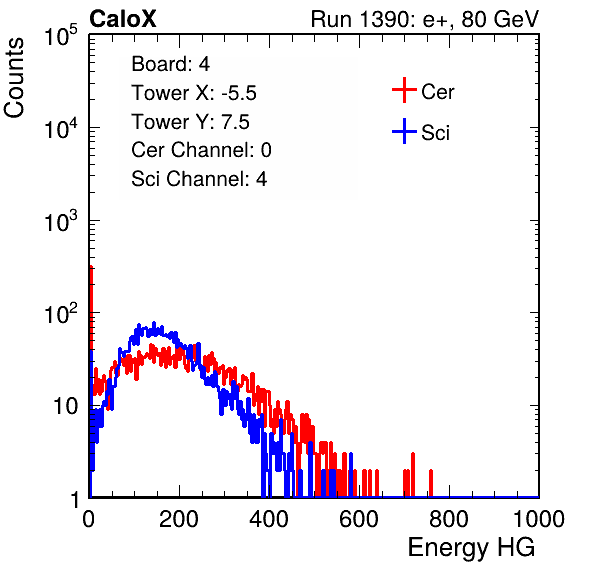 CaloX Run 1390: e+, 80 GeV
Counts
10^5
10^4
10^3
10^2
10
1
Board: 4
Tower X: -5.5
Tower Y: 7.5
Cer Channel: 0
Sci Channel: 4
Cer
Sci
0 200 400 600 800 1000
Energy HG